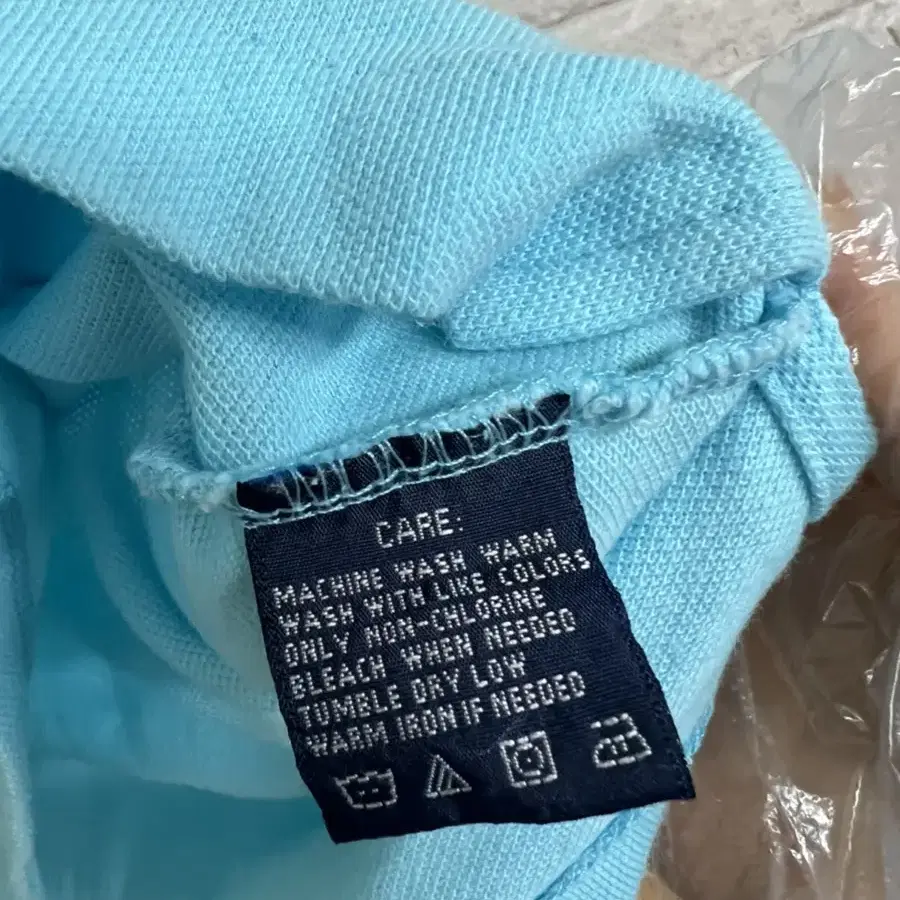 CARE:
MACHINE WASH WARM
WASH WITH LIKE COLORS
ONLY NON-CHLORINE
BLEACH WHEN NEEDED
TUMBLE DRY LOW
WARM IRON IF NEEDED